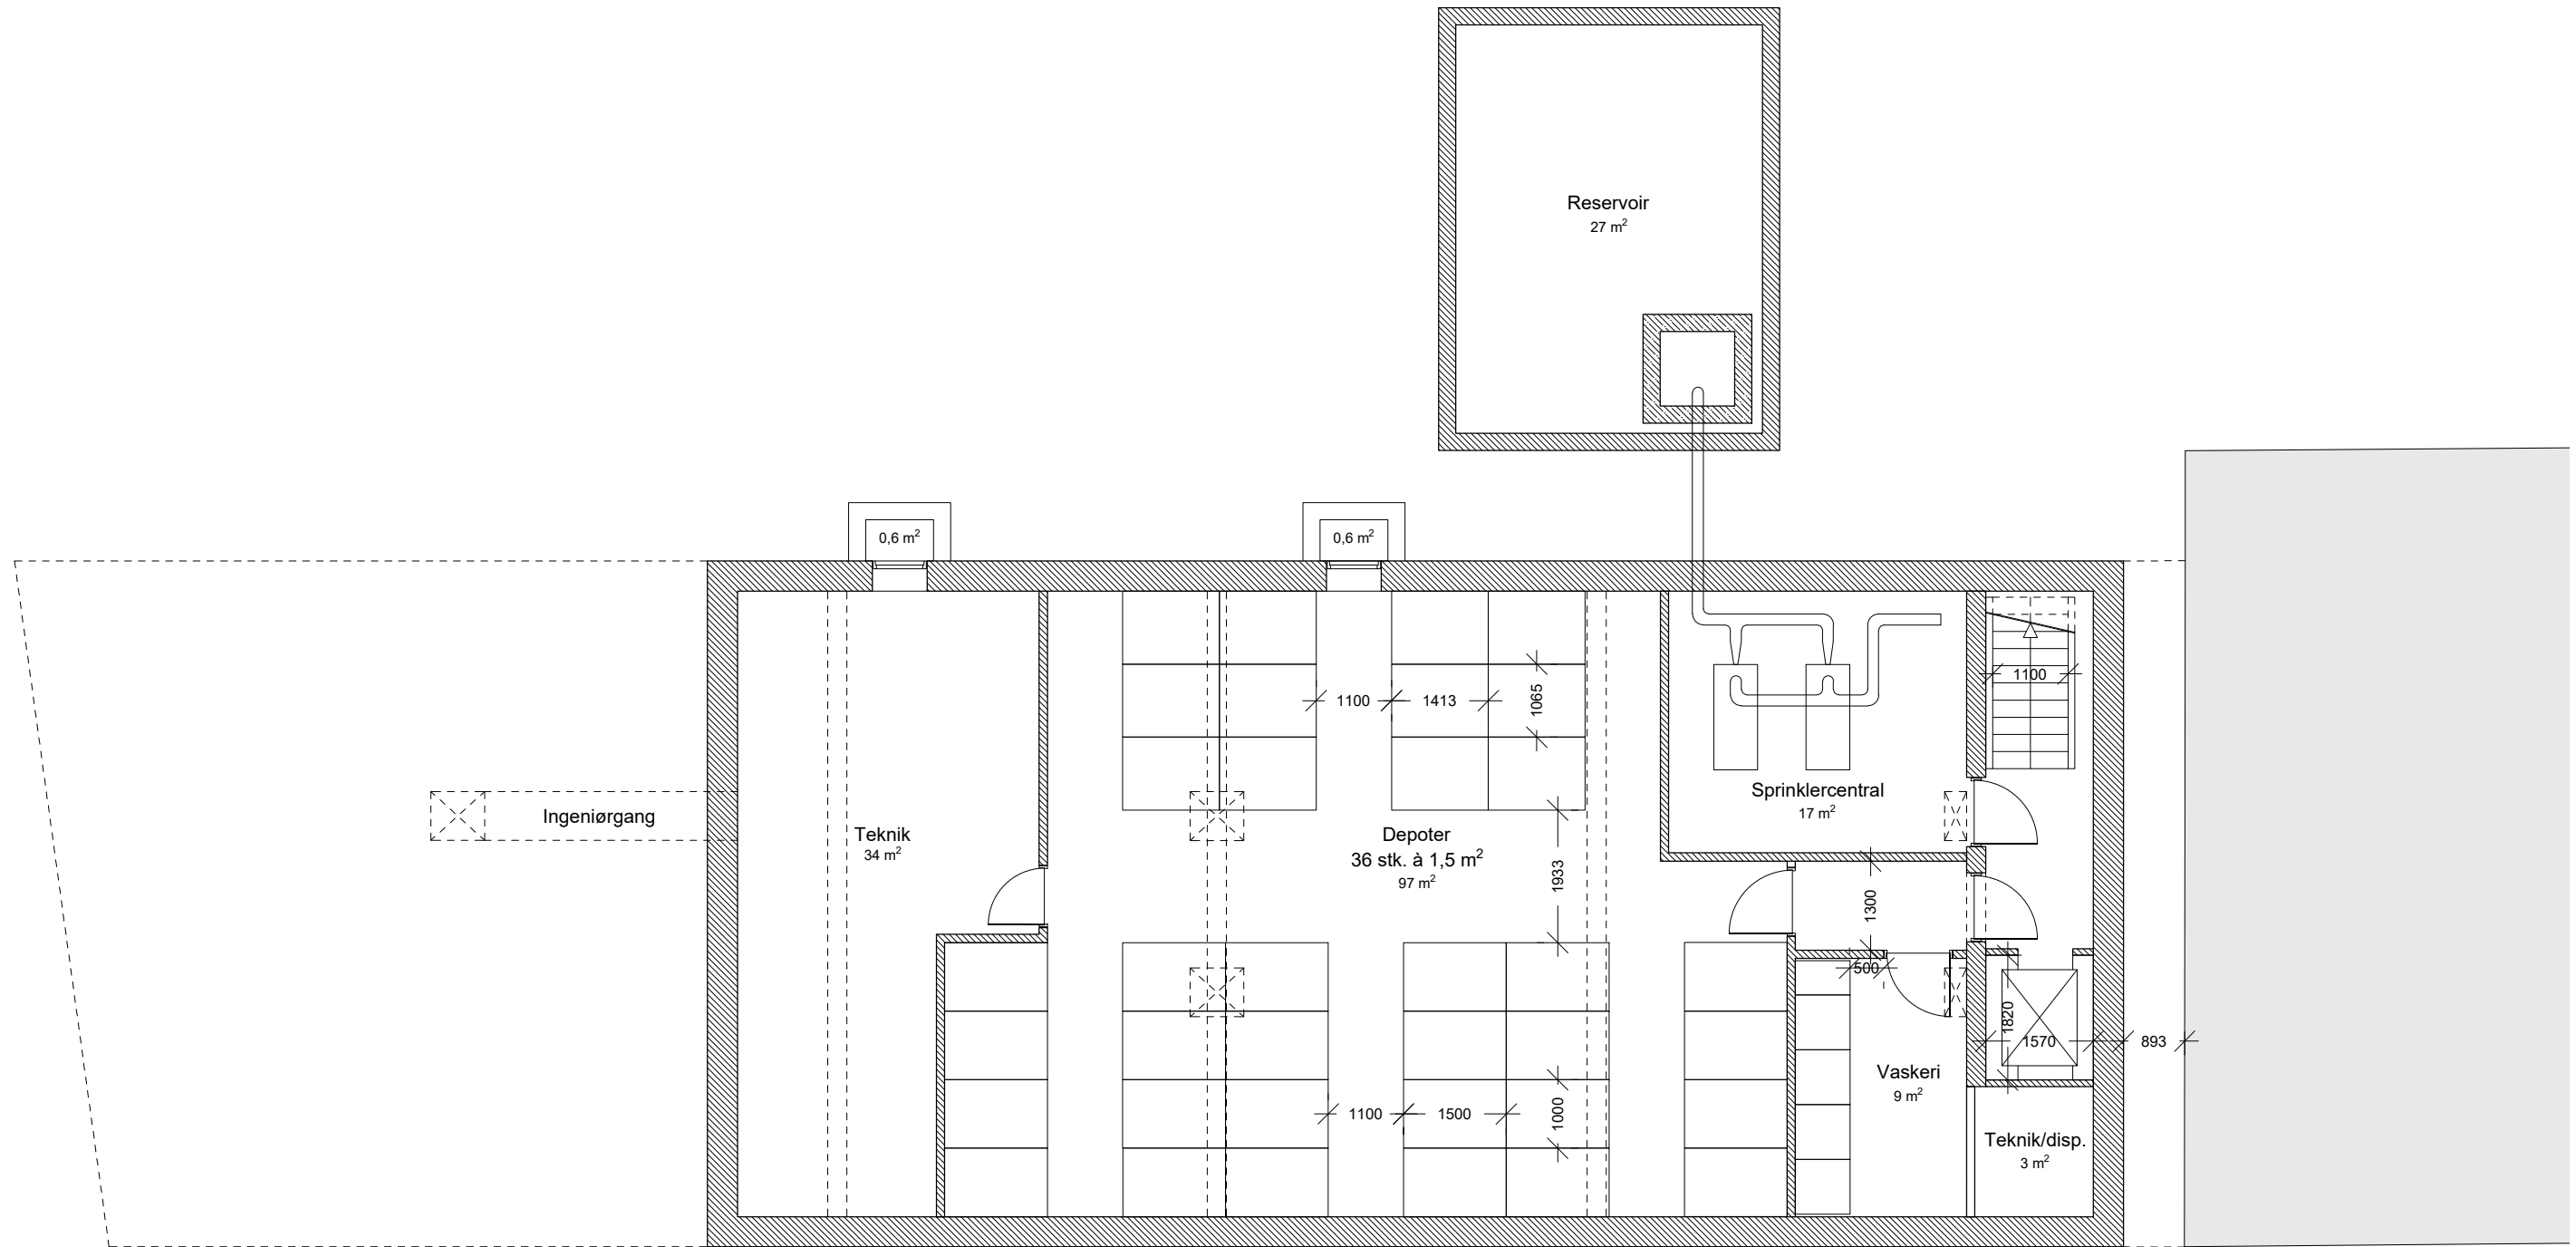 Reservoir
27 m²
0,6 m²
0,6 m²
1100
1100
1413
1065
Sprinklercentral
17 m²
Ingeniørgang
Teknik
34 m²
Depoter
36 stk. à 1,5 m²
97 m²
1933
1300
500
1820
1570
893
Vaskeri
9 m²
1100
1500
1000
Teknik/disp.
3 m²